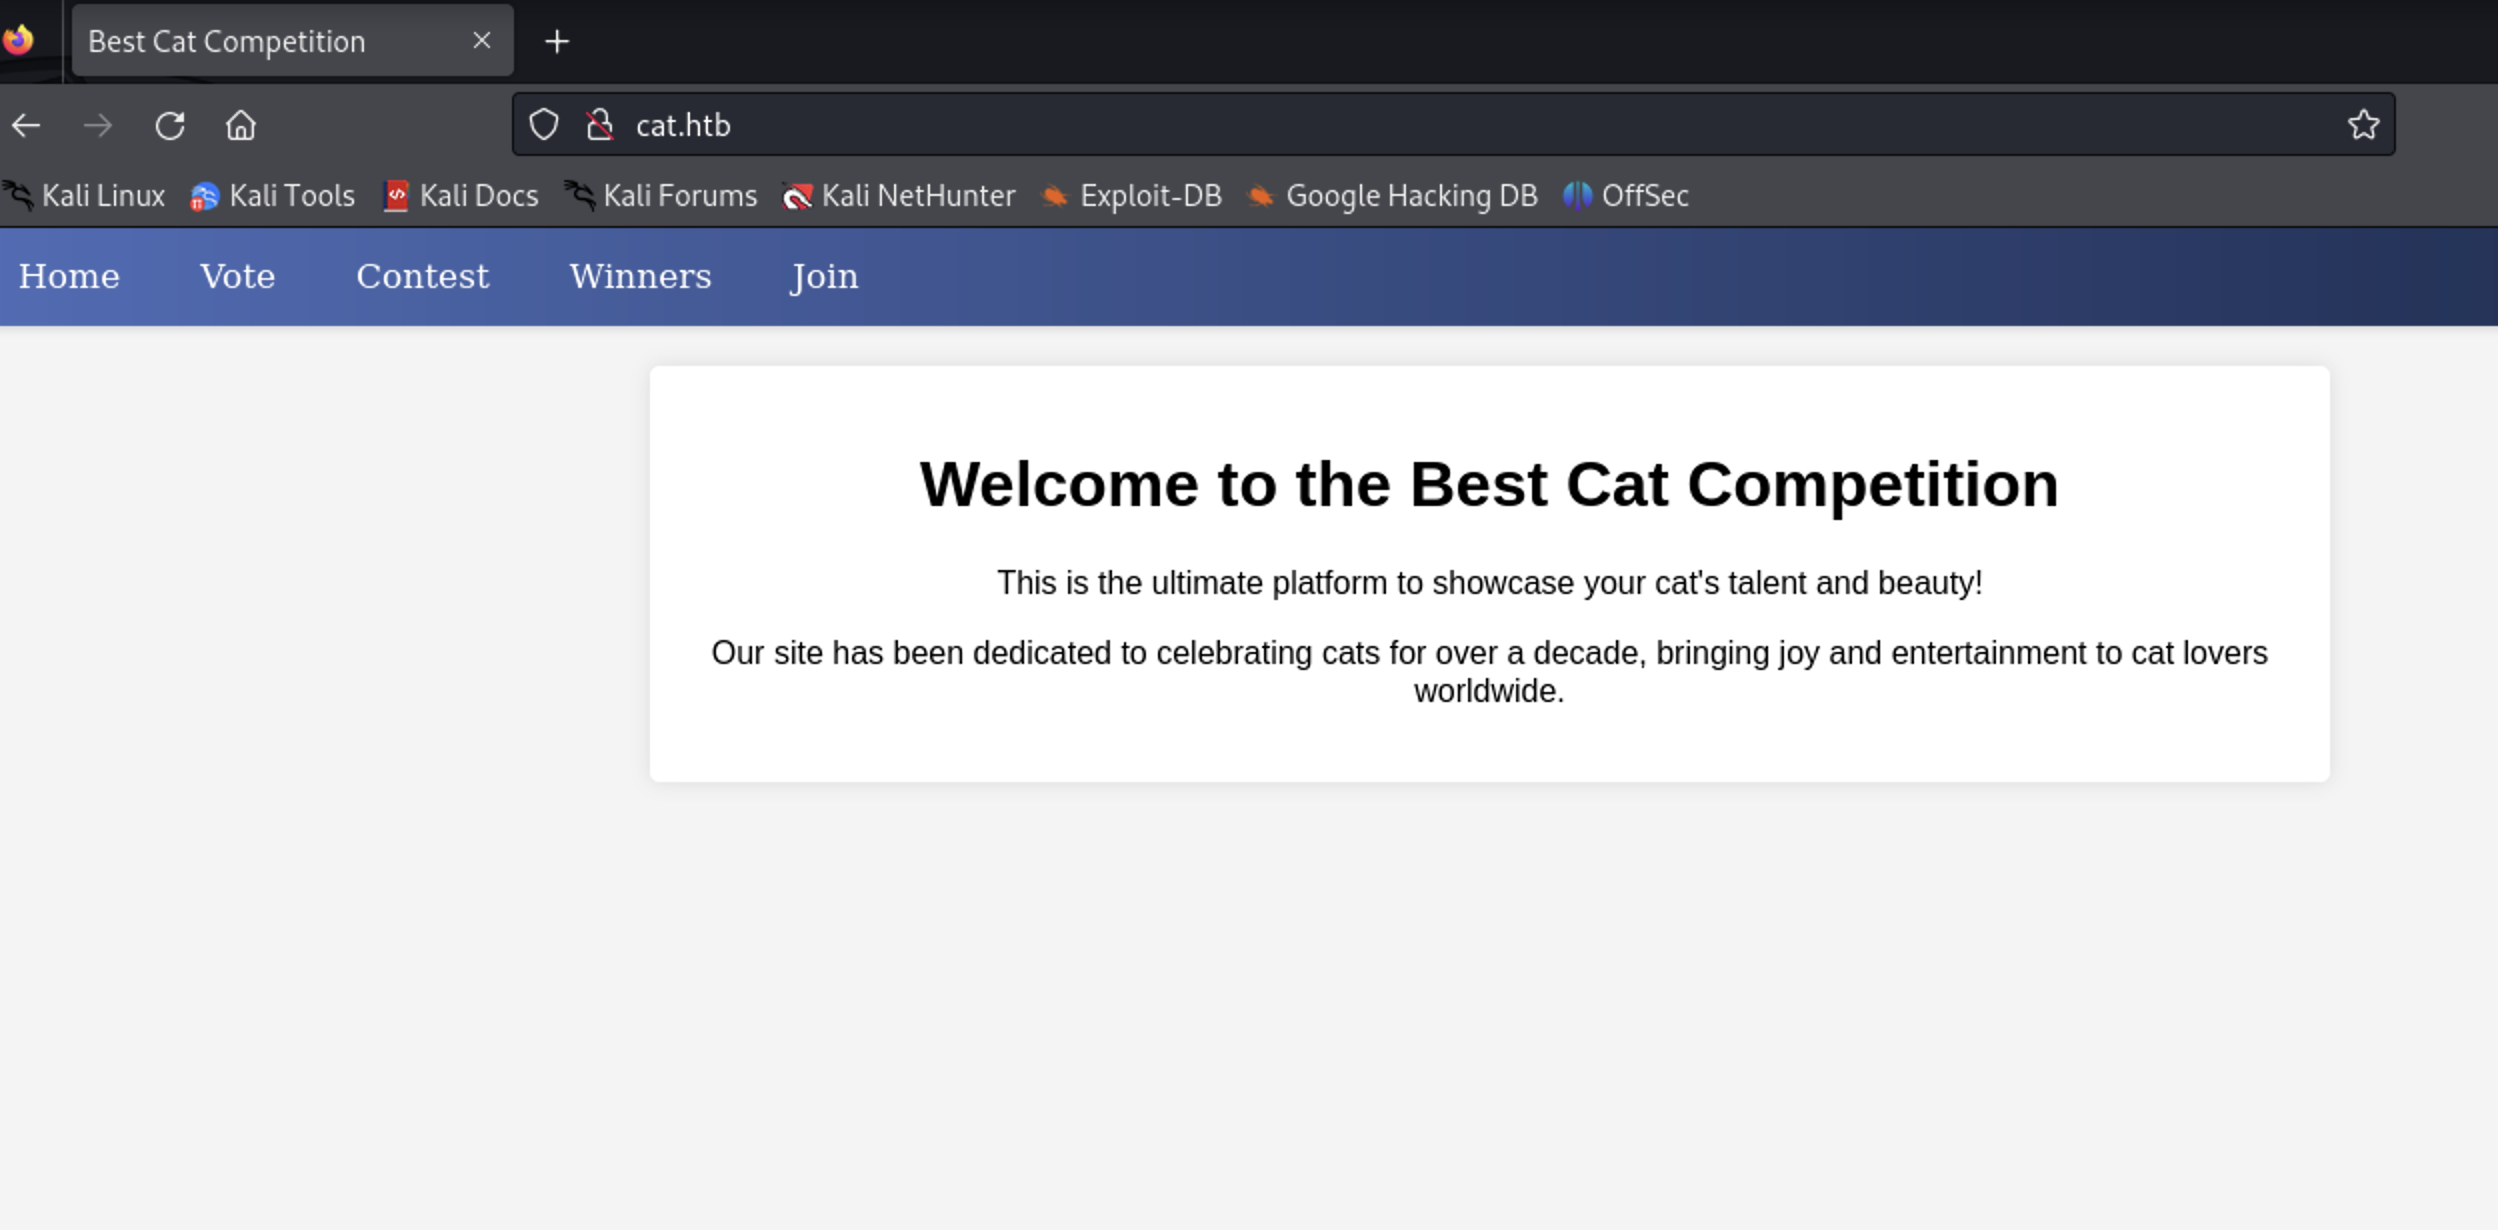 Best Cat Competition
cat.htb
Kali Linux Kali Tools Kali Docs Kali Forums Kali NetHunter Exploit-DB Google Hacking DB OffSec
Home Vote Contest Winners Join
Welcome to the Best Cat Competition
This is the ultimate platform to showcase your cat's talent and beauty!
Our site has been dedicated to celebrating cats for over a decade, bringing joy and entertainment to cat lovers
worldwide.